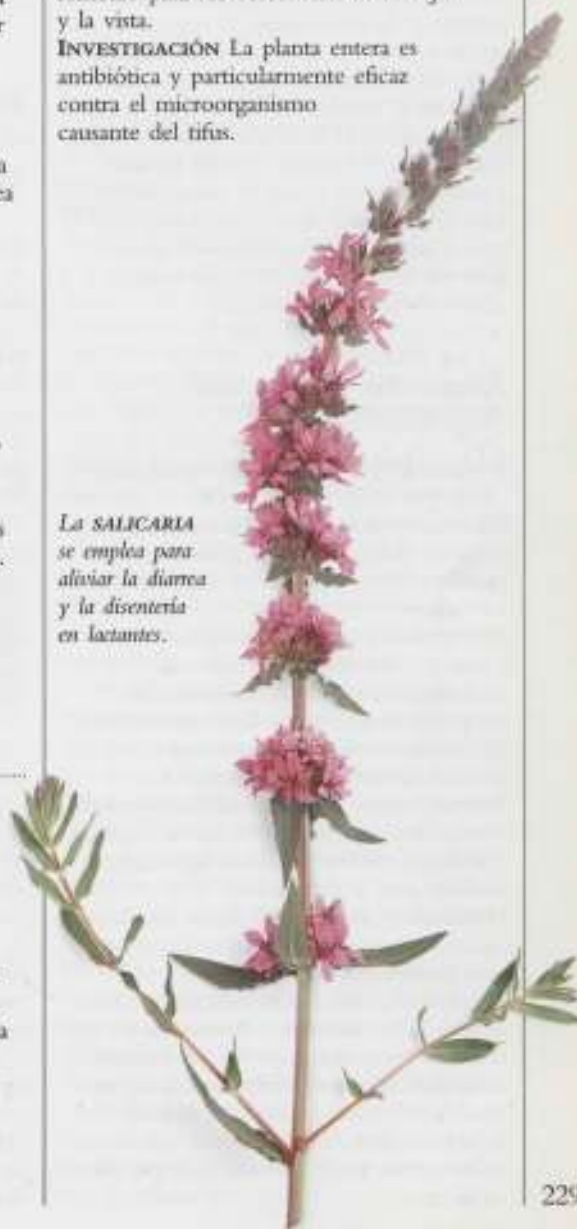 y la vista.
INVESTIGACIÓN La planta entera es
antibiótica y particularmente eficaz
contra el microorganismo
causante del tifus.
La SALICARIA
se emplea para
aliviar la diarrea
y la disentería
en lactantes.
229